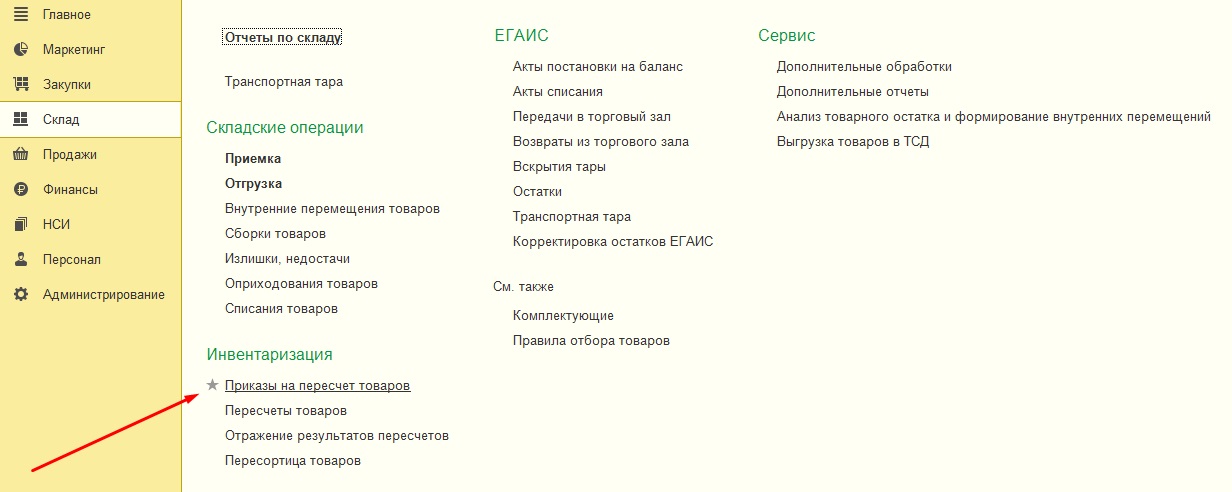 Главное
Маркетинг
Закупки
Склад
Продажи
Финансы
НСИ
Персонал
Администрирование
Отчеты по складу
Транспортная тара
Складские операции
Приемка
Отгрузка
Внутренние перемещения товаров
Сборки товаров
Излишки, недостачи
Оприходования товаров
Списания товаров
Инвентаризация
Приказы на пересчет товаров
Пересчеты товаров
Отражение результатов пересчетов
Пересортица товаров
ЕГАИС
Акты постановки на баланс
Акты списания
Передачи в торговый зал
Возвраты из торгового зала
Вскрытия тары
Остатки
Транспортная тара
Корректировка остатков ЕГАИС
См. также
Комплектующие
Правила отбора товаров
Сервис
Дополнительные обработки
Дополнительные отчеты
Анализ товарного остатка и формирование внутренних перемещений
Выгрузка товаров в ТСД